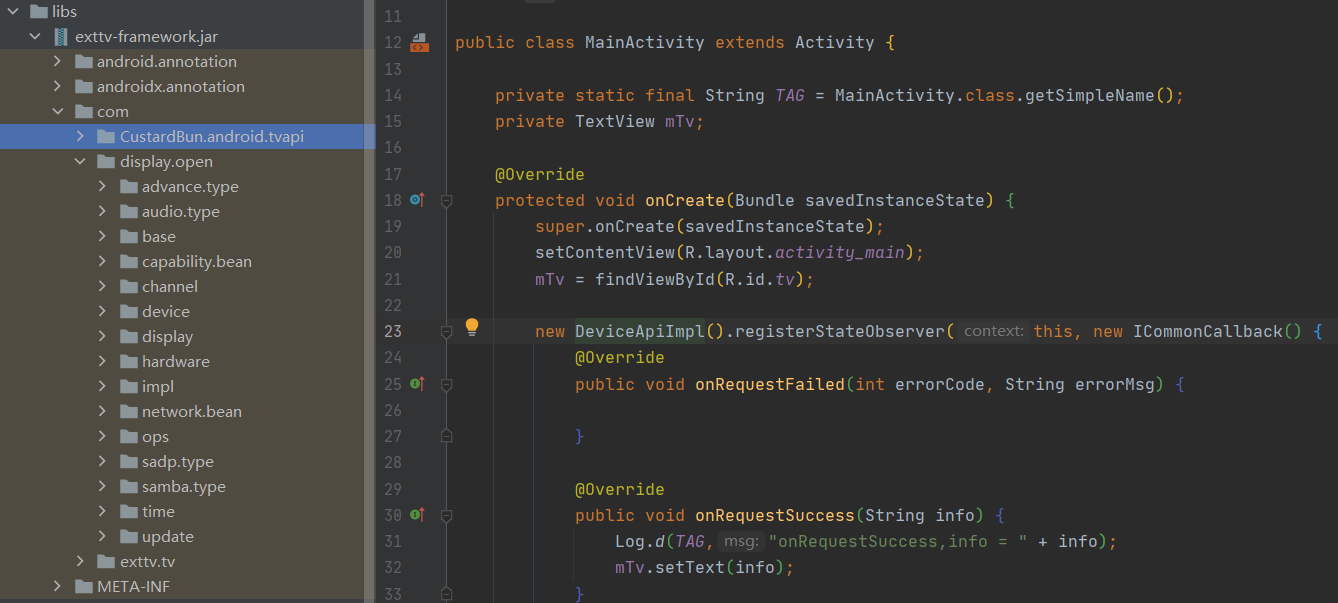 libs
exttv-framework.jar
android.annotation
androidx.annotation
com
CustardBun.android.tvapi
display.open
advance.type
audio.type
base
capability.bean
channel
device
display
hardware
impl
network.bean
ops
sadp.type
samba.type
time
update
exttv.tv
META-INF
11
12 public class MainActivity extends Activity {
13
14 private static final String TAG = MainActivity.class.getSimpleName();
15 private TextView mTv;
16
17 @Override
18 protected void onCreate(Bundle savedInstanceState) {
19 super.onCreate(savedInstanceState);
20 setContentView(R.layout.activity_main);
21 mTv = findViewById(R.id.tv);
22
23 new DeviceApiImpl().registerStateObserver( context: this, new ICommonCallback() {
24 @Override
25 public void onRequestFailed(int errorCode, String errorMsg) {
26
27 }
28
29 @Override
30 public void onRequestSuccess(String info) {
31 Log.d(TAG, msg: "onRequestSuccess,info = " + info);
32 mTv.setText(info);
33 }